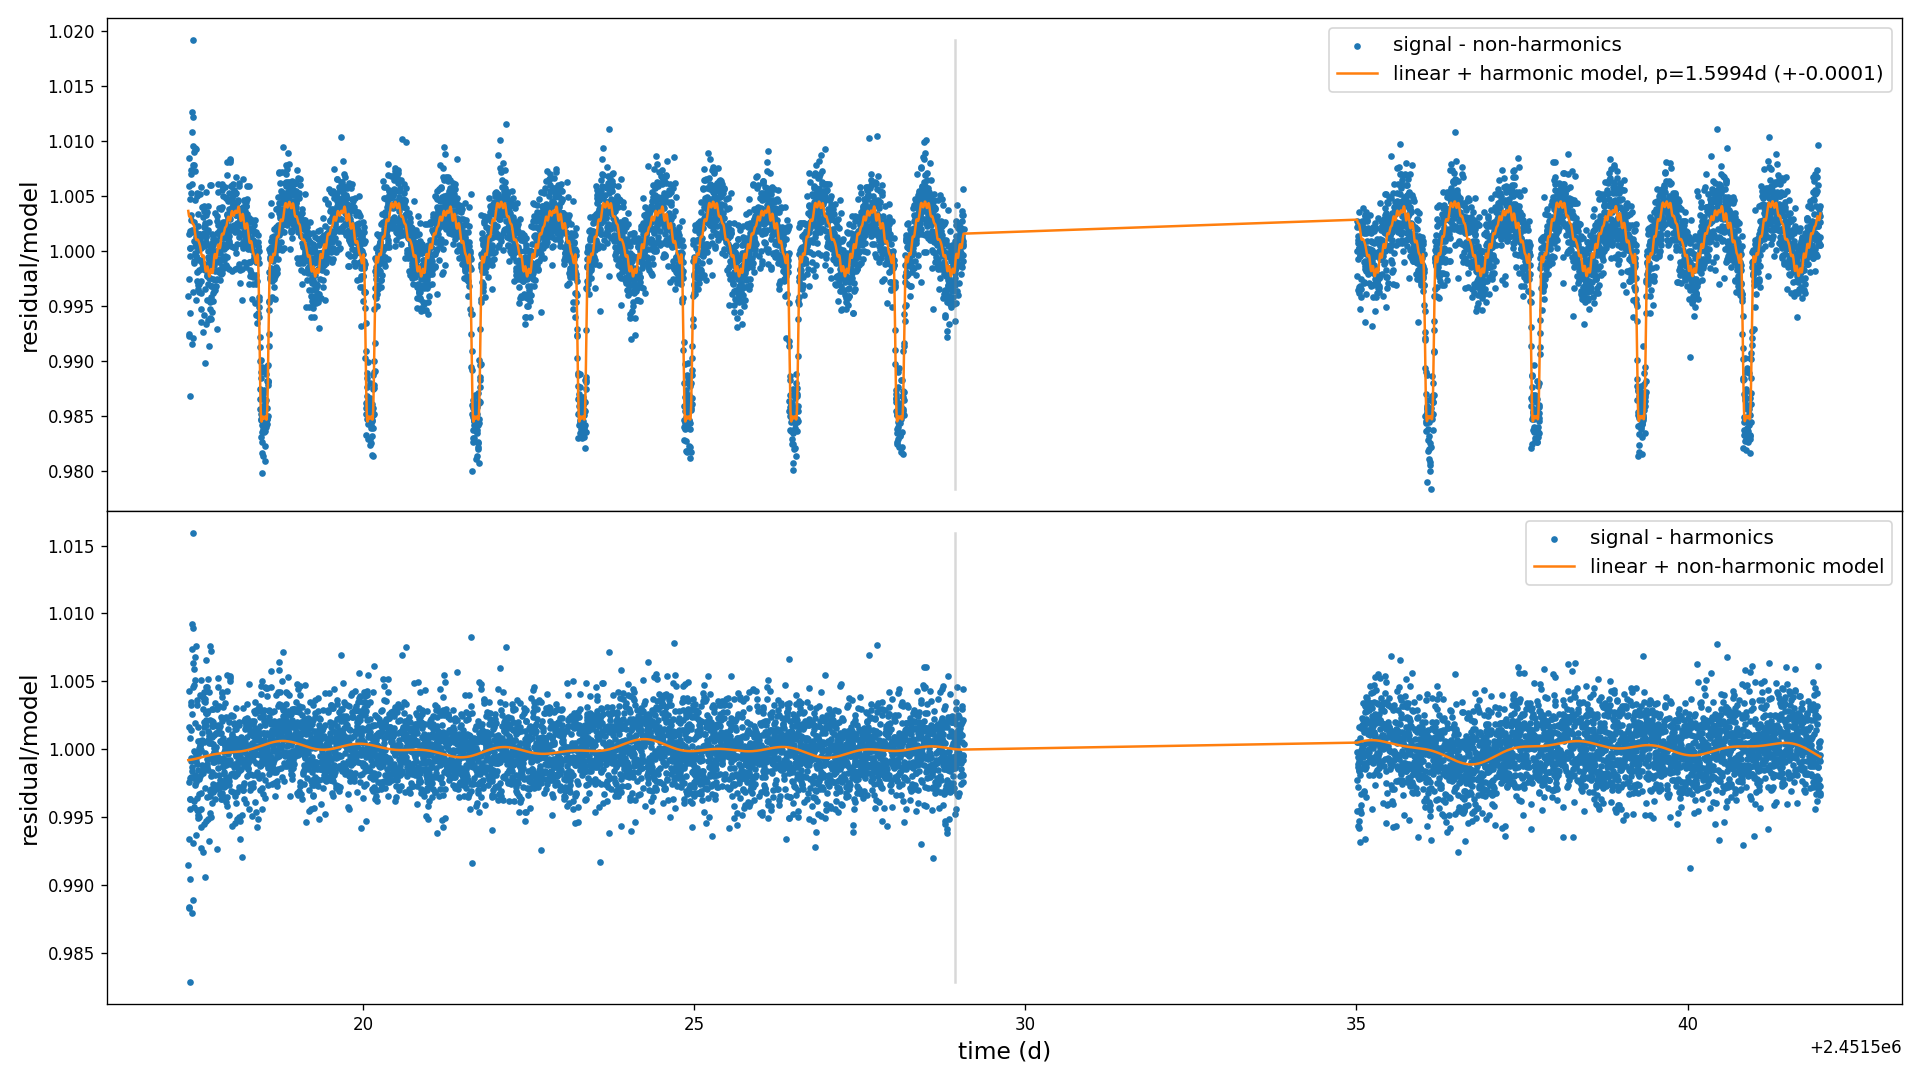 1.020
1.015
1.010
1.005
1.000
0.995
0.990
0.985
0.980
residual/model
signal - non-harmonics
linear + harmonic model, p=1.5994d (+-0.0001)
1.015
1.010
1.005
1.000
0.995
0.990
0.985
residual/model
signal - harmonics
linear + non-harmonic model
20
25
30
35
40
time (d)
+2.4515e6